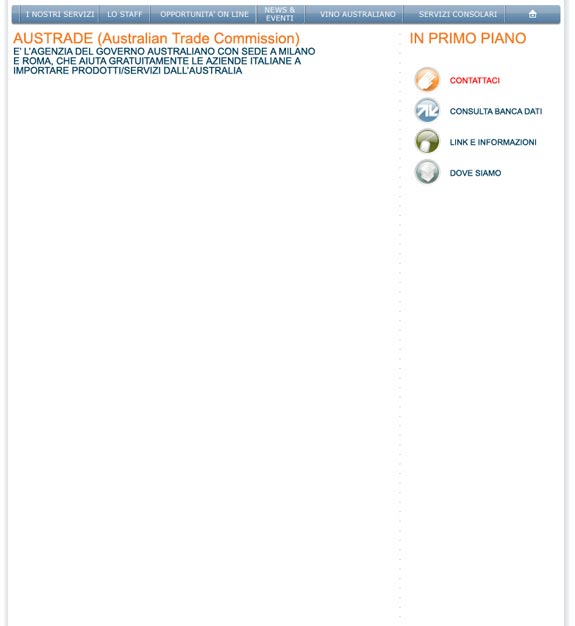 I NOSTRI SERVIZI
LO STAFF
OPPORTUNITA' ON LINE
NEWS &
EVENTI
VINO AUSTRALIANO
SERVIZI CONSOLARI
AUSTRADE (Australian Trade Commission)
E' L'AGENZIA DEL GOVERNO AUSTRALIANO CON SEDE A MILANO
E ROMA, CHE AIUTA GRATUITAMENTE LE AZIENDE ITALIANE A
IMPORTARE PRODOTTI/SERVIZI DALL'AUSTRALIA
IN PRIMO PIANO
CONTATTACI
CONSULTA BANCA DATI
LINK E INFORMAZIONI
DOVE SIAMO